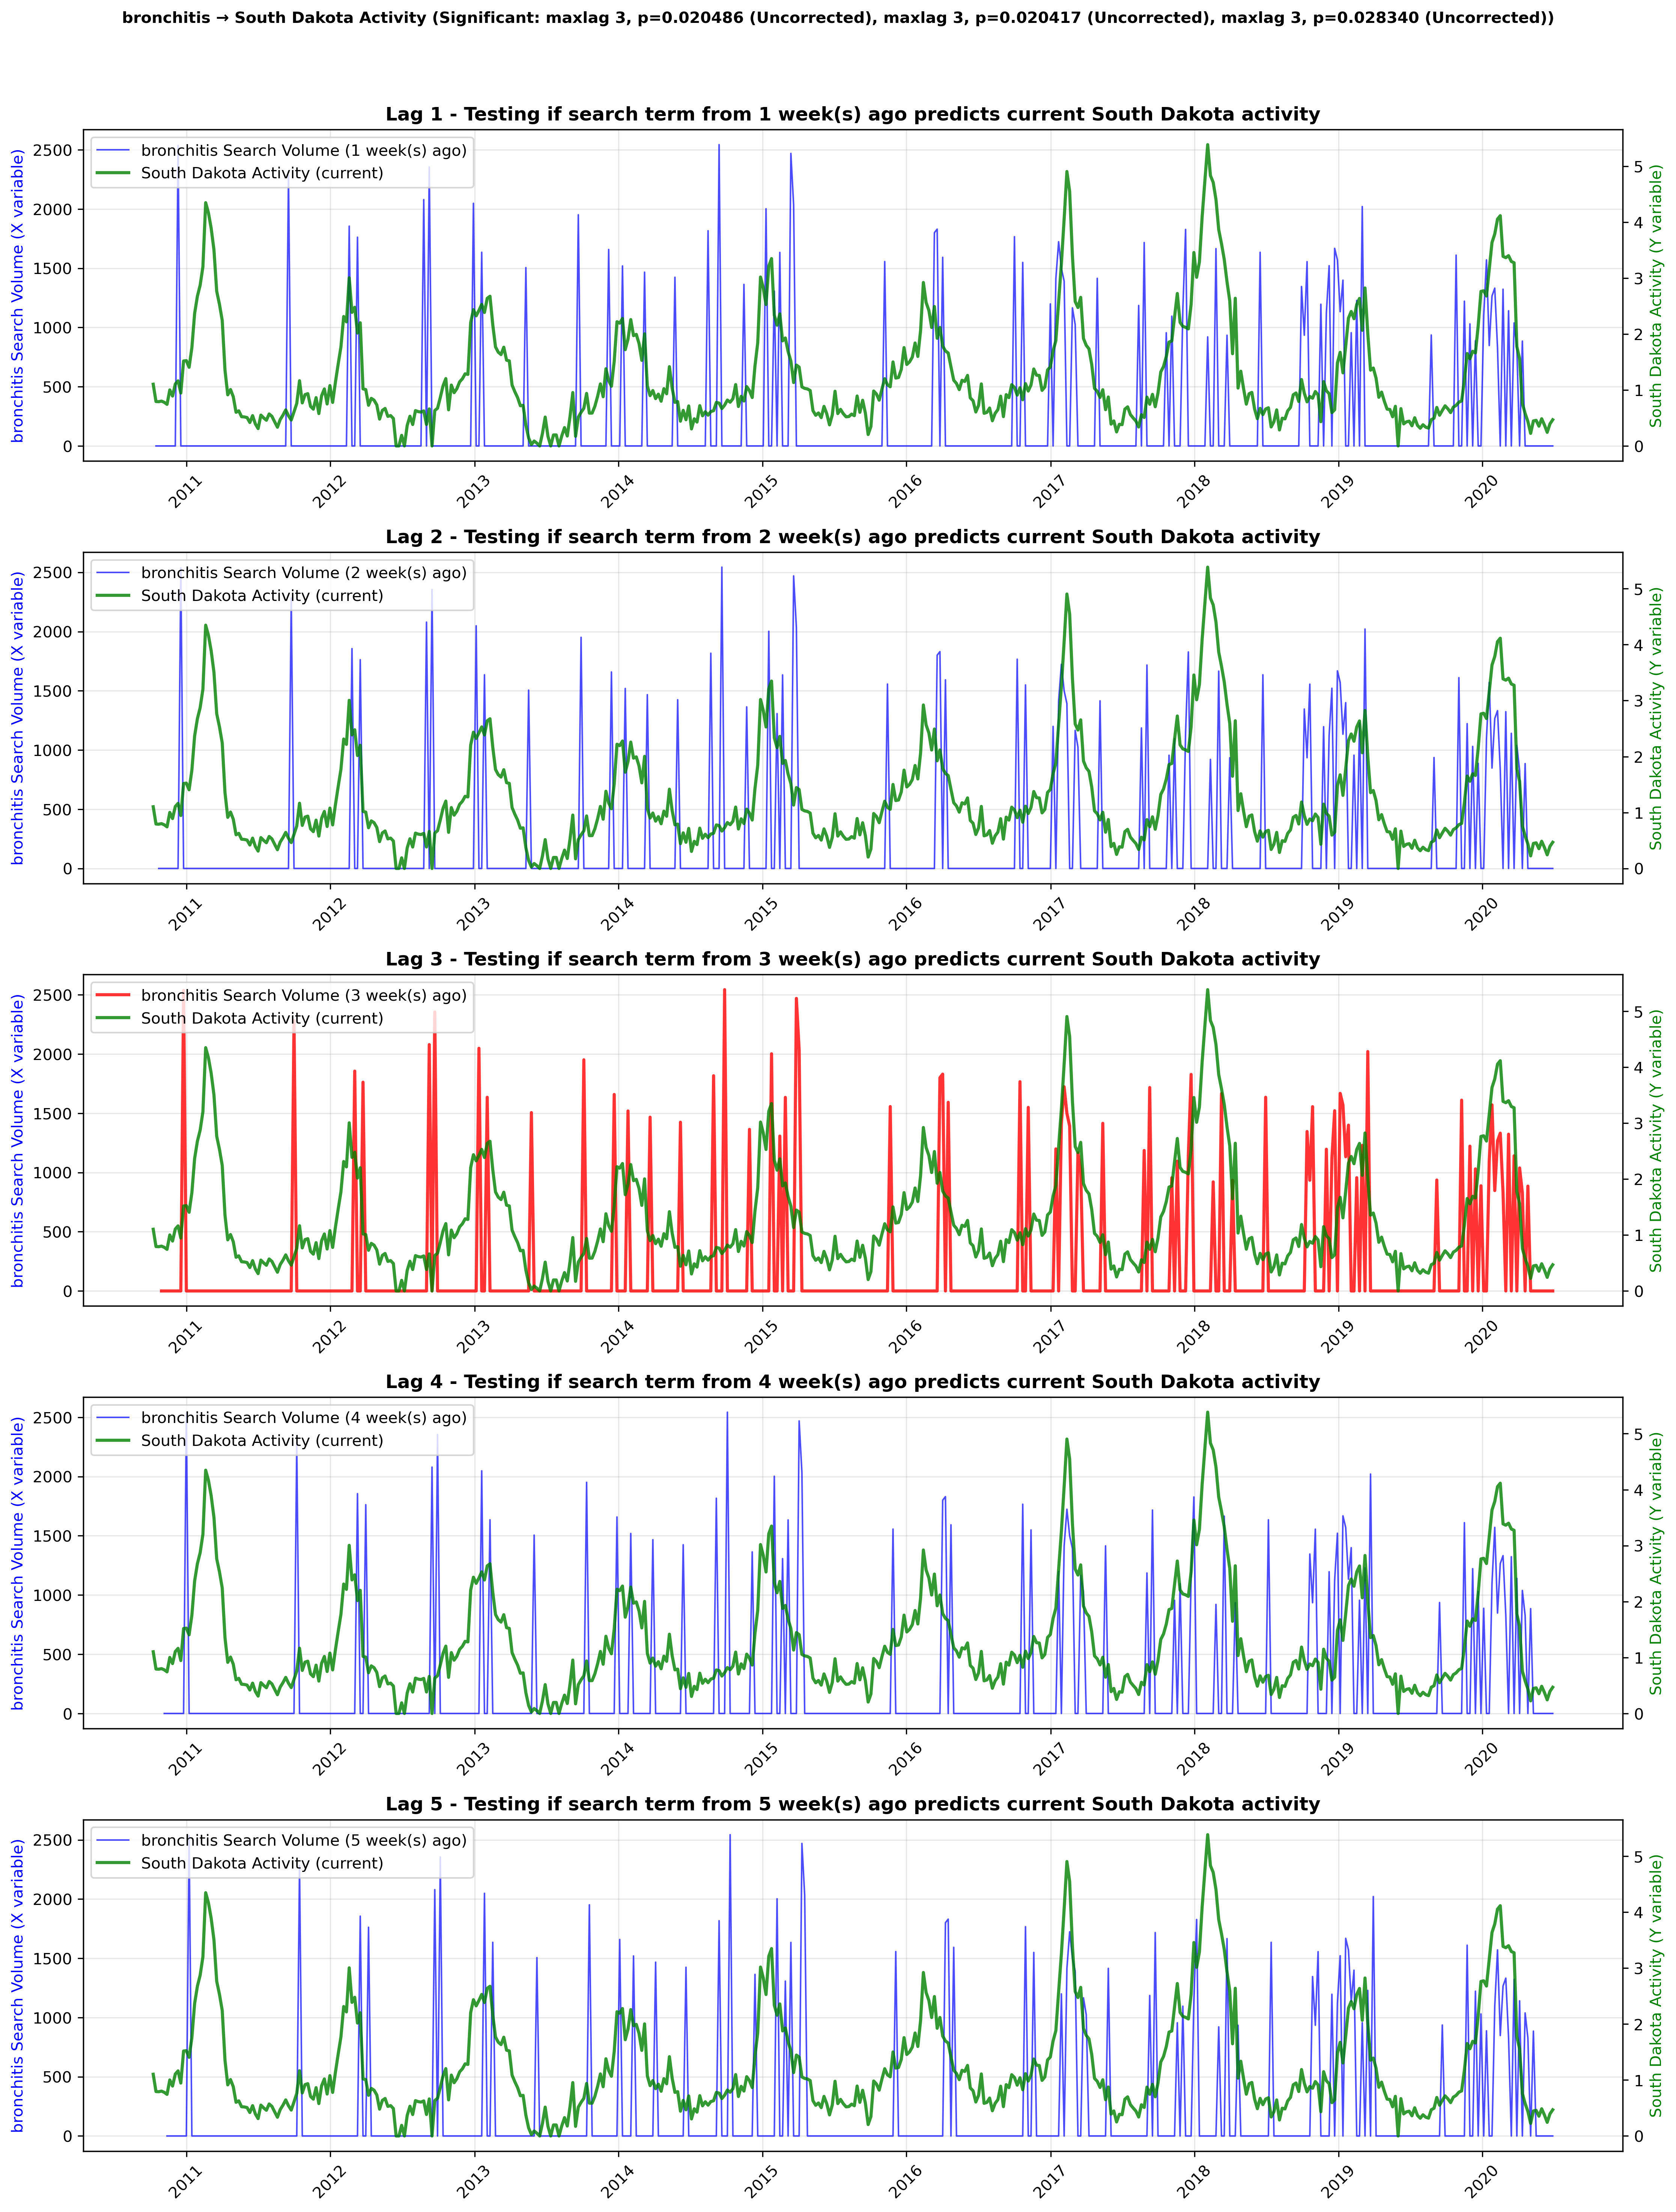 bronchitis → South Dakota Activity (Significant: maxlag 3, p=0.020486 (Uncorrected), maxlag 3, p=0.020417 (Uncorrected), maxlag 3, p=0.028340 (Uncorrected))
Lag 1 - Testing if search term from 1 week(s) ago predicts current South Dakota activity
bronchitis Search Volume (1 week(s) ago)
South Dakota Activity (current)
bronchitis Search Volume (X variable)
South Dakota Activity (Y variable)
2500
2000
1500
1000
500
0
5
4
3
2
1
0
2011 2012 2013 2014 2015 2016 2017 2018 2019 2020
Lag 2 - Testing if search term from 2 week(s) ago predicts current South Dakota activity
bronchitis Search Volume (2 week(s) ago)
South Dakota Activity (current)
bronchitis Search Volume (X variable)
South Dakota Activity (Y variable)
2500
2000
1500
1000
500
0
5
4
3
2
1
0
2011 2012 2013 2014 2015 2016 2017 2018 2019 2020
Lag 3 - Testing if search term from 3 week(s) ago predicts current South Dakota activity
bronchitis Search Volume (3 week(s) ago)
South Dakota Activity (current)
bronchitis Search Volume (X variable)
South Dakota Activity (Y variable)
2500
2000
1500
1000
500
0
5
4
3
2
1
0
2011 2012 2013 2014 2015 2016 2017 2018 2019 2020
Lag 4 - Testing if search term from 4 week(s) ago predicts current South Dakota activity
bronchitis Search Volume (4 week(s) ago)
South Dakota Activity (current)
bronchitis Search Volume (X variable)
South Dakota Activity (Y variable)
2500
2000
1500
1000
500
0
5
4
3
2
1
0
2011 2012 2013 2014 2015 2016 2017 2018 2019 2020
Lag 5 - Testing if search term from 5 week(s) ago predicts current South Dakota activity
bronchitis Search Volume (5 week(s) ago)
South Dakota Activity (current)
bronchitis Search Volume (X variable)
South Dakota Activity (Y variable)
2500
2000
1500
1000
500
0
5
4
3
2
1
0
2011 2012 2013 2014 2015 2016 2017 2018 2019 2020